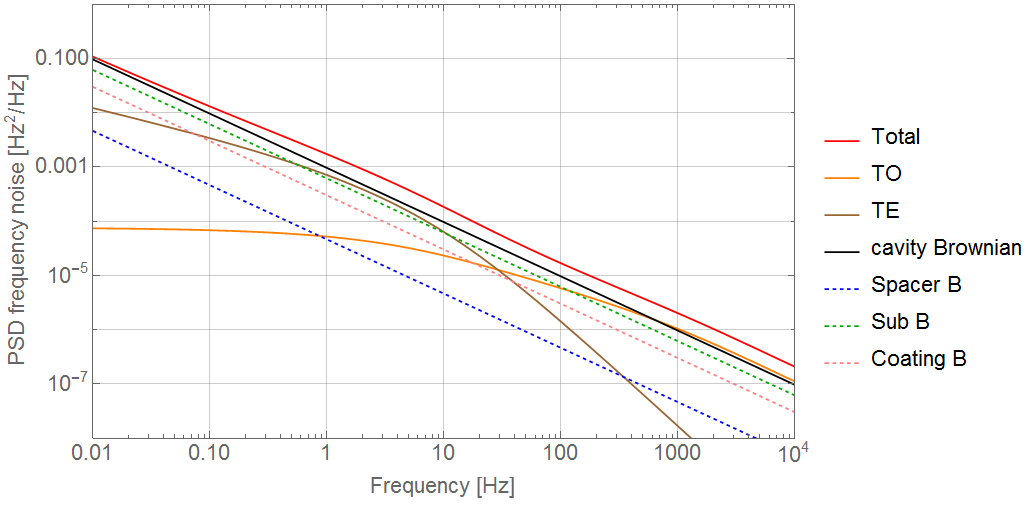 PSD frequency noise [Hz²/Hz]
0.100
0.001
10⁻⁵
10⁻⁷
0.01 0.10 1 10 100 1000 10⁴
Frequency [Hz]
Total
TO
TE
cavity Brownian
Spacer B
Sub B
Coating B